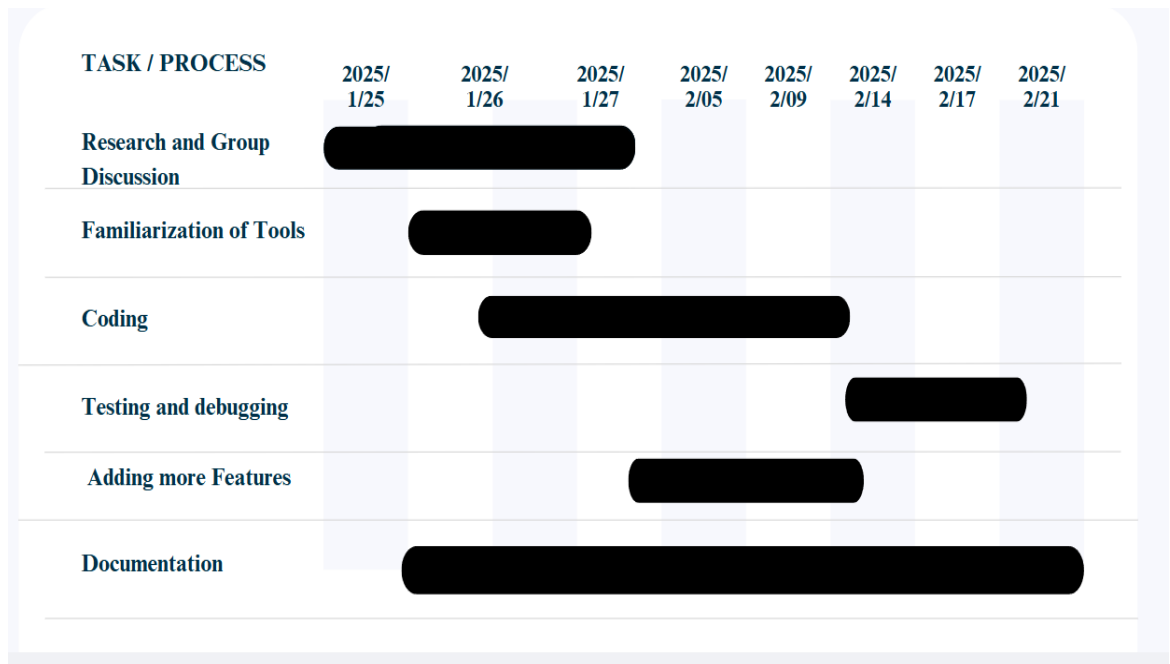 TASK / PROCESS
2025/ 2025/ 2025/ 2025/ 2025/ 2025/ 2025/ 2025/
1/25 1/26 1/27 2/05 2/09 2/14 2/17 2/21
Research and Group
Discussion
Familiarization of Tools
Coding
Testing and debugging
Adding more Features
Documentation